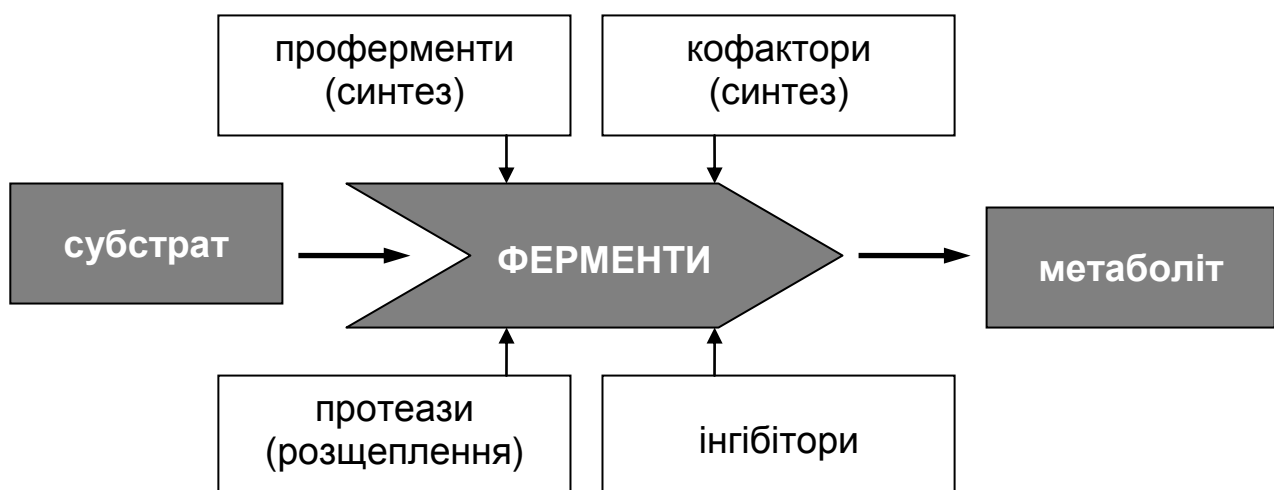 проферменти
(синтез)
кофактори
(синтез)
субстрат
ФЕРМЕНТИ
метаболіт
протеази
(розщеплення)
інгібітори